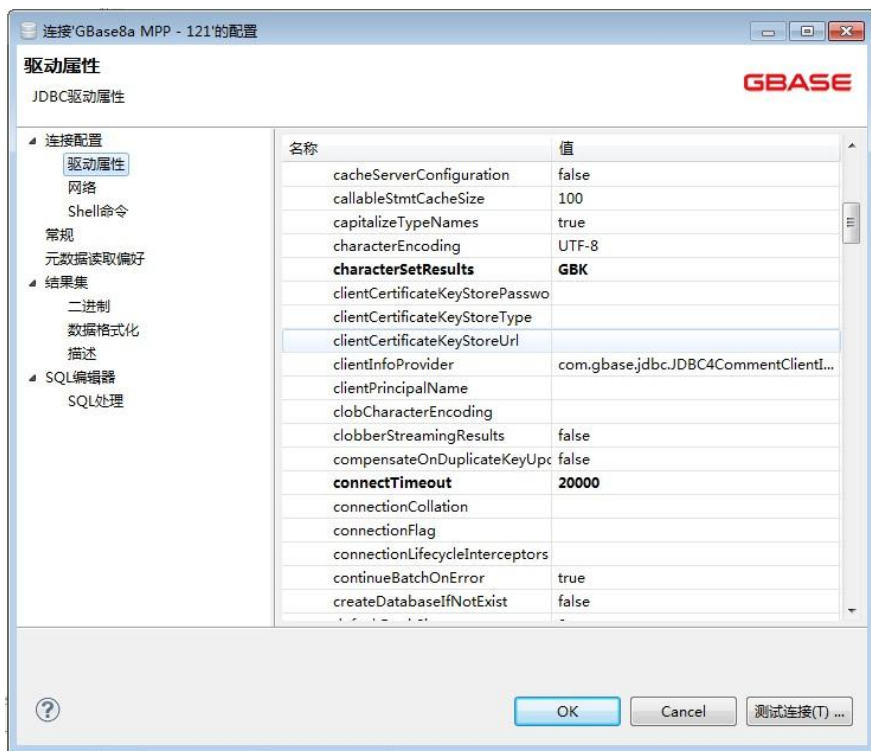 连接'GBase8a MPP - 121'的配置
驱动属性
JDBC驱动属性
GBASE
连接配置
驱动属性
网络
Shell命令
常规
元数据读取偏好
结果集
二进制
数据格式化
描述
SQL编辑器
SQL处理
名称 值
cacheServerConfiguration false
callableStmtCacheSize 100
capitalizeTypeNames true
characterEncoding UTF-8
characterSetResults GBK
clientCertificateKeyStorePasswo
clientCertificateKeyStoreType
clientCertificateKeyStoreUrl
clientInfoProvider com.gbase.jdbc.JDBC4CommentClientI...
clientPrincipalName
clobCharacterEncoding
clobberStreamingResults false
compensateOnDuplicateKeyUpd false
connectTimeout 20000
connectionCollation
connectionFlag
connectionLifecycleInterceptors
continueBatchOnError true
createDatabaseIfNotExist false
OK Cancel 测试连接(T) ...